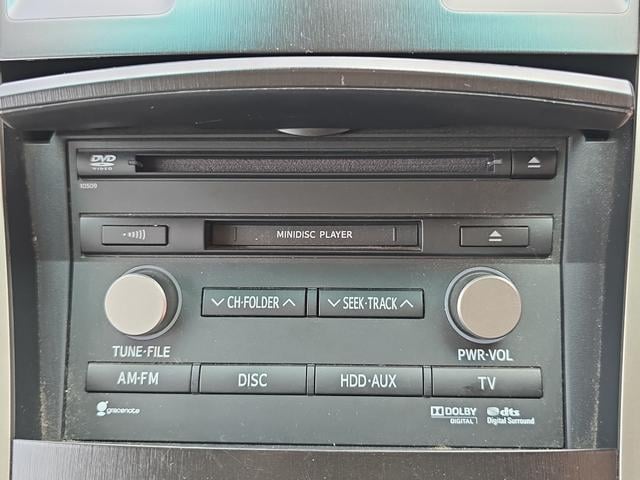 DVD
VIDEO
10509
MINIDISC PLAYER
CH·FOLDER
SEEK·TRACK
TUNE·FILE
PWR·VOL
AM·FM
DISC
HDD·AUX
TV
gracenote
DOLBY
DIGITAL
dts
Digital Surround